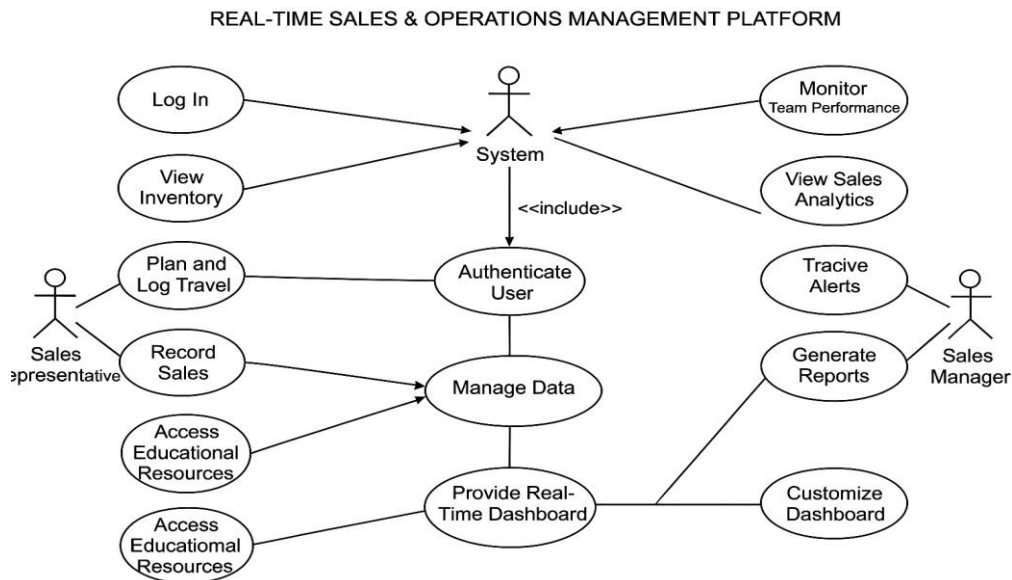 REAL-TIME SALES & OPERATIONS MANAGEMENT PLATFORM
Log In
System
Monitor
Team Performance
View
Inventory
<<include>>
View Sales
Analytics
Plan and
Log Travel
Authenticate
User
Tracive
Alerts
Sales
epresentative
Record
Sales
Manage Data
Generate
Reports
Sales
Manager
Access
Educational
Resources
Provide Real-
Time Dashboard
Customize
Dashboard
Access
Educatiomal
Resources